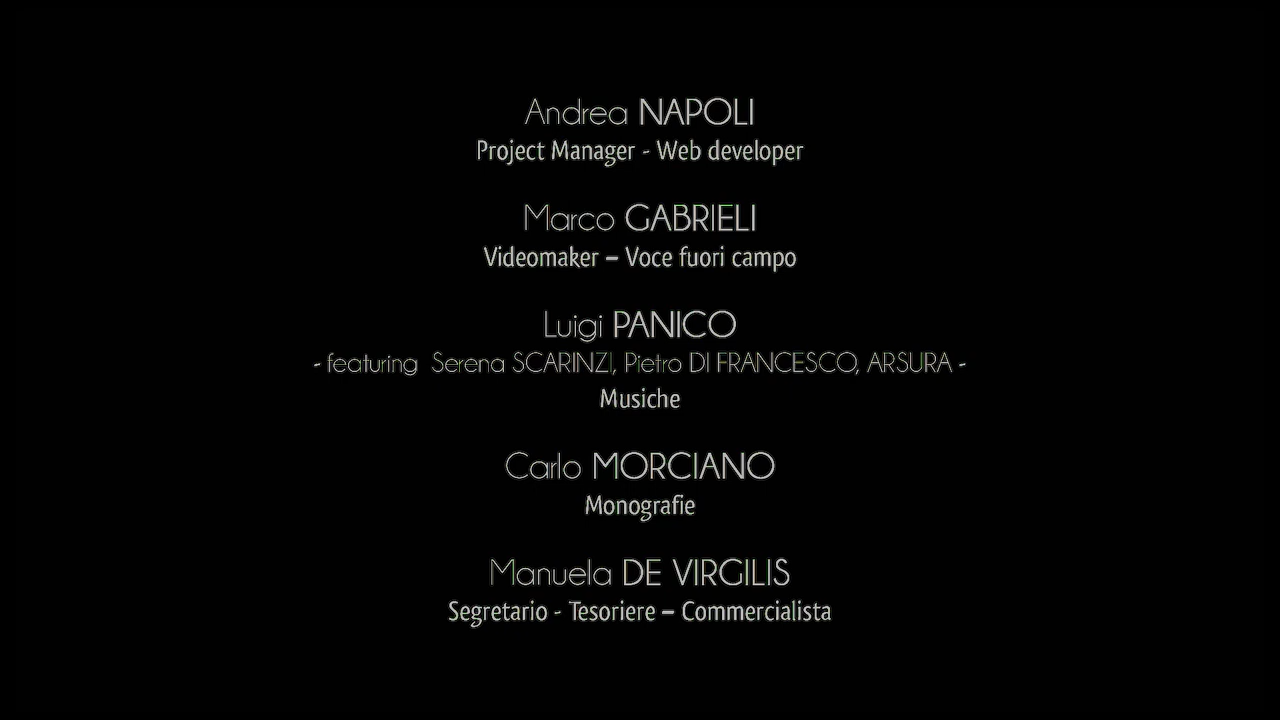 Andrea NAPOLI
Project Manager - Web developer
Marco GABRIELI
Videomaker – Voce fuori campo
Luigi PANICO
- featuring  Serena SCARINZI, Pietro DI FRANCESCO, ARSURA -
Musiche
Carlo MORCIANO
Monografie
Manuela DE VIRGILIS
Segretario - Tesoriere – Commercialista